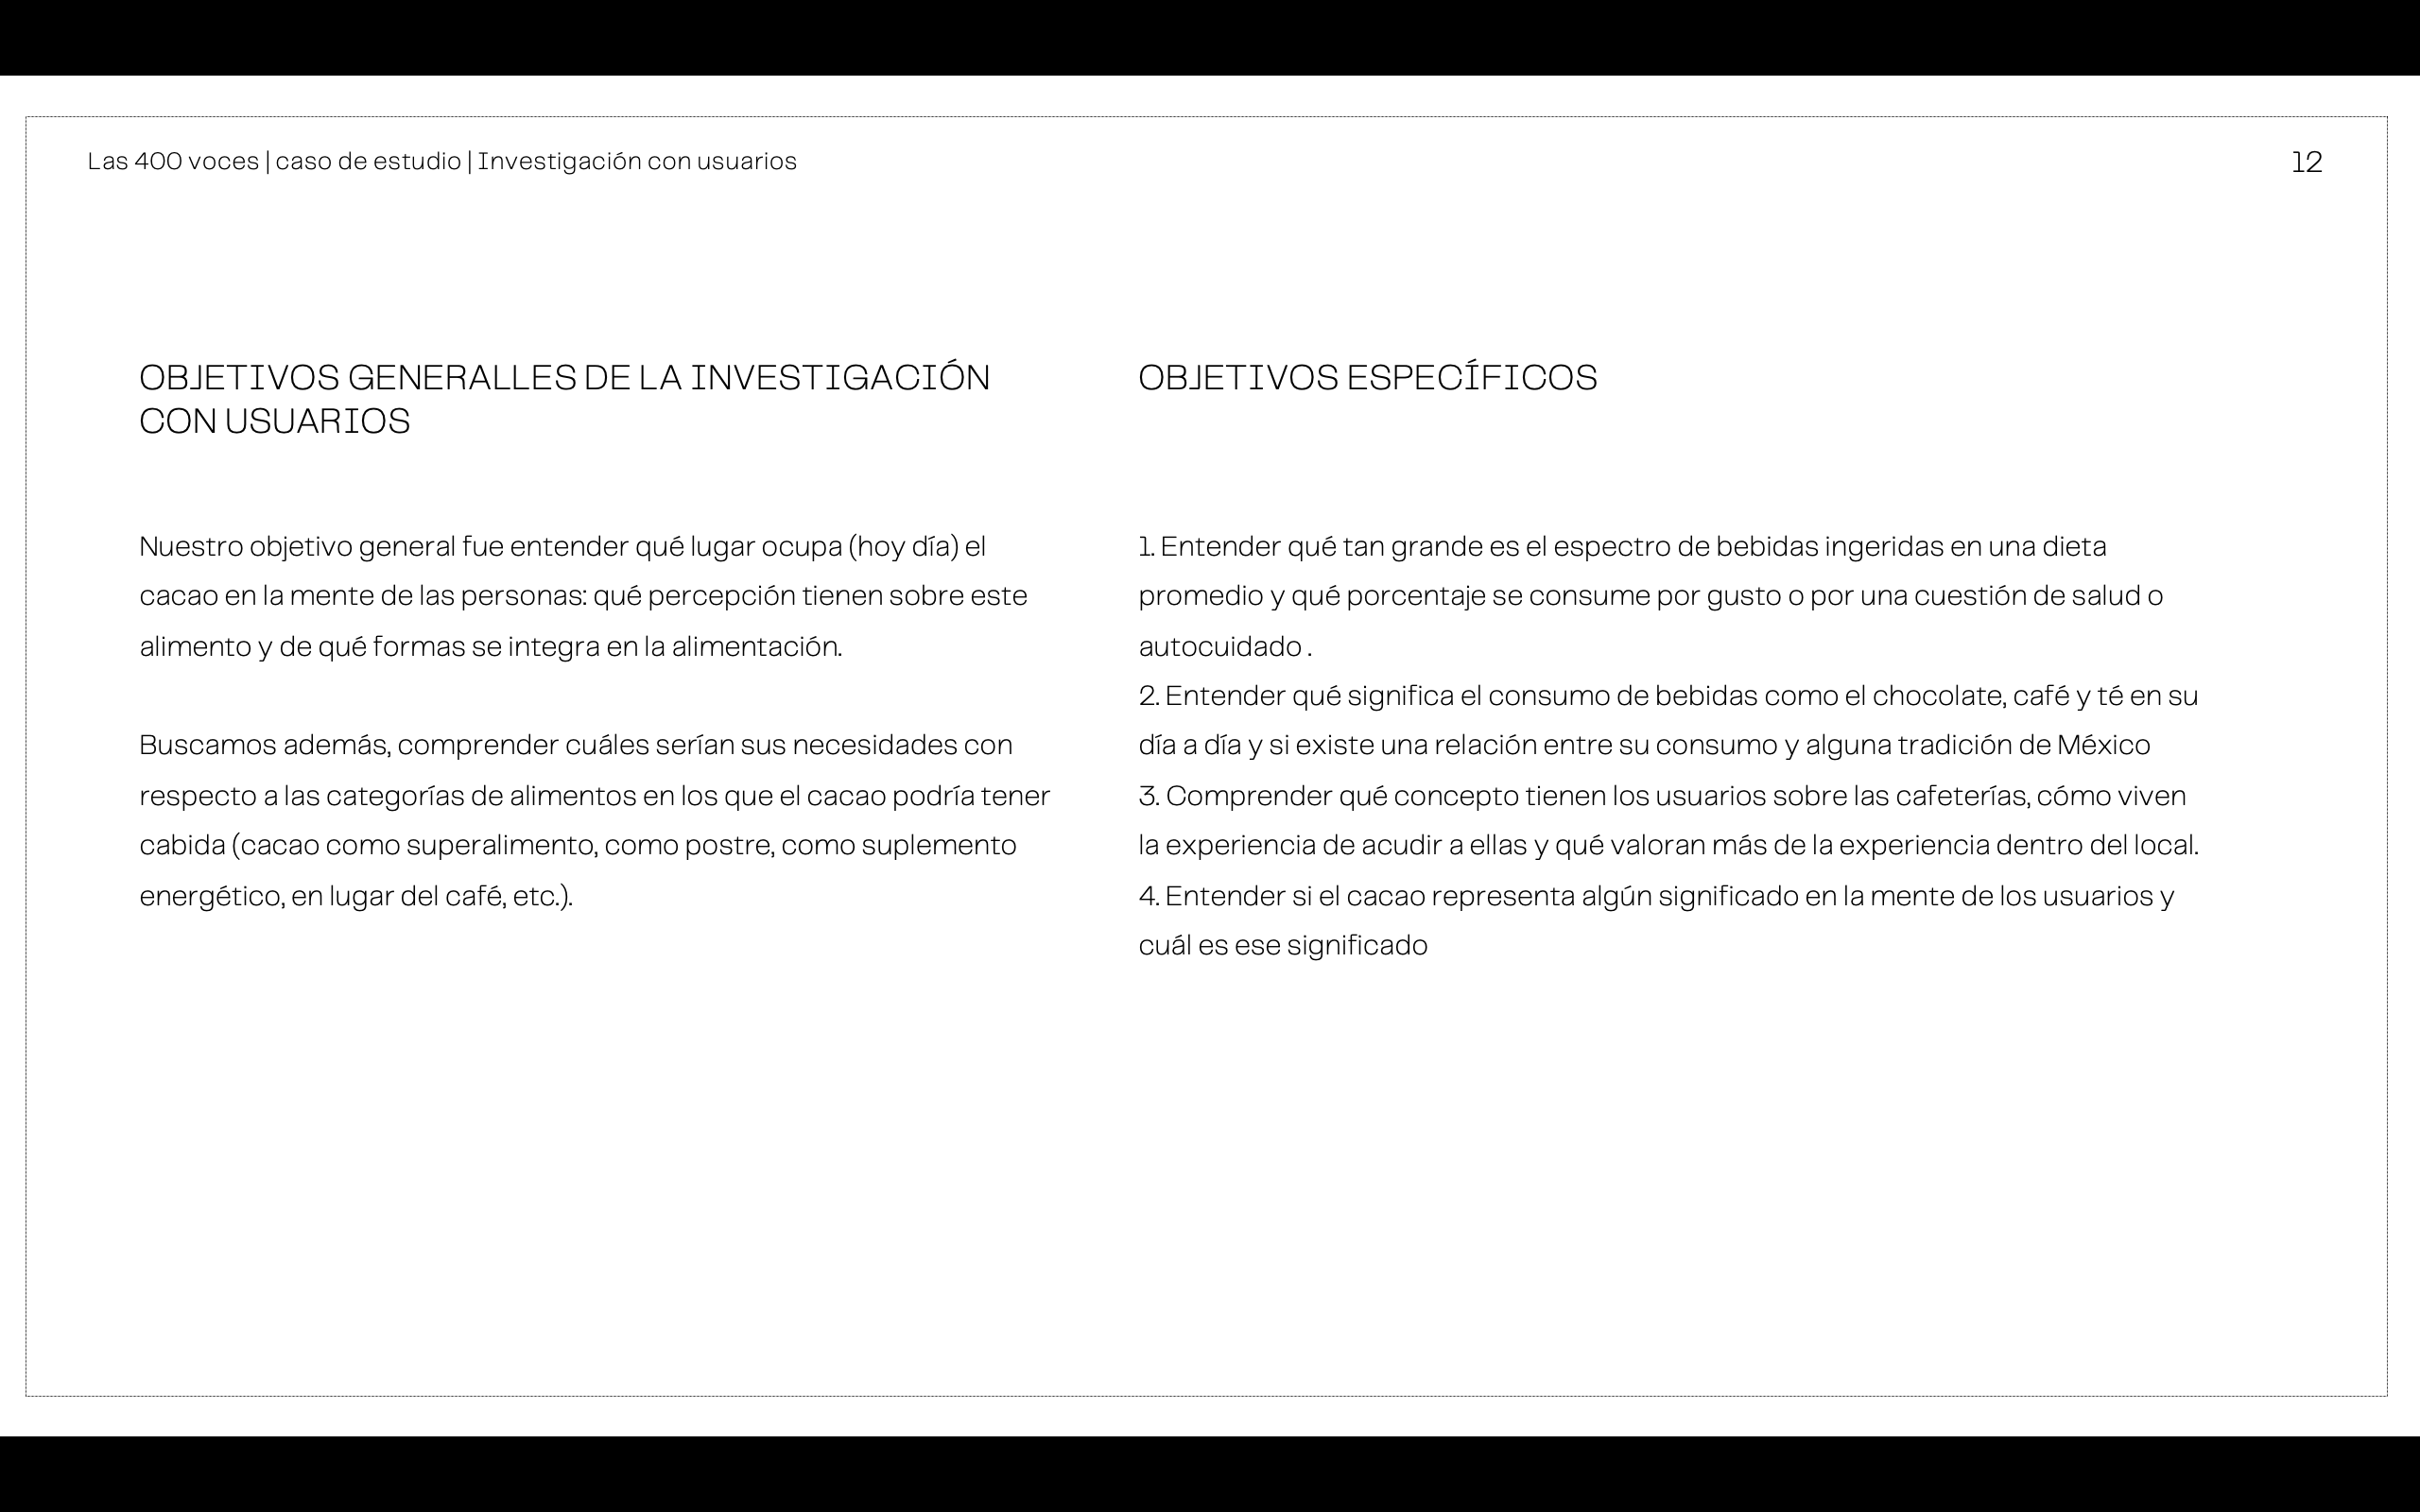 Las 400 voces | caso de estudio | Investigación con usuarios
12
OBJETIVOS GENERALLES DE LA INVESTIGACIÓN
CON USUARIOS
Nuestro objetivo general fue entender qué lugar ocupa (hoy día) el
cacao en la mente de las personas: qué percepción tienen sobre este
alimento y de qué formas se integra en la alimentación.
Buscamos además, comprender cuáles serían sus necesidades con
respecto a las categorías de alimentos en los que el cacao podría tener
cabida (cacao como superalimento, como postre, como suplemento
energético, en lugar del café, etc.).
OBJETIVOS ESPECÍFICOS
1. Entender qué tan grande es el espectro de bebidas ingeridas en una dieta
promedio y qué porcentaje se consume por gusto o por una cuestión de salud o
autocuidado .
2. Entender qué significa el consumo de bebidas como el chocolate, café y té en su
día a día y si existe una relación entre su consumo y alguna tradición de México
3. Comprender qué concepto tienen los usuarios sobre las cafeterías, cómo viven
la experiencia de acudir a ellas y qué valoran más de la experiencia dentro del local.
4. Entender si el cacao representa algún significado en la mente de los usuarios y
cuál es ese significado